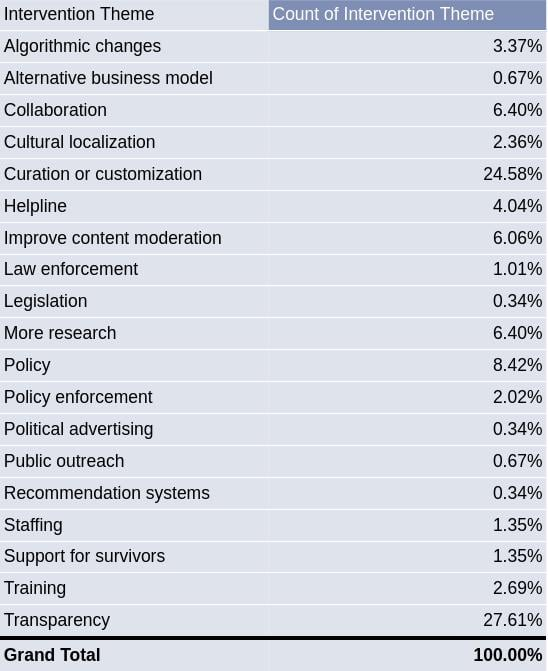 Intervention Theme Count of Intervention Theme
Algorithmic changes 3.37%
Alternative business model 0.67%
Collaboration 6.40%
Cultural localization 2.36%
Curation or customization 24.58%
Helpline 4.04%
Improve content moderation 6.06%
Law enforcement 1.01%
Legislation 0.34%
More research 6.40%
Policy 8.42%
Policy enforcement 2.02%
Political advertising 0.34%
Public outreach 0.67%
Recommendation systems 0.34%
Staffing 1.35%
Support for survivors 1.35%
Training 2.69%
Transparency 27.61%
Grand Total 100.00%